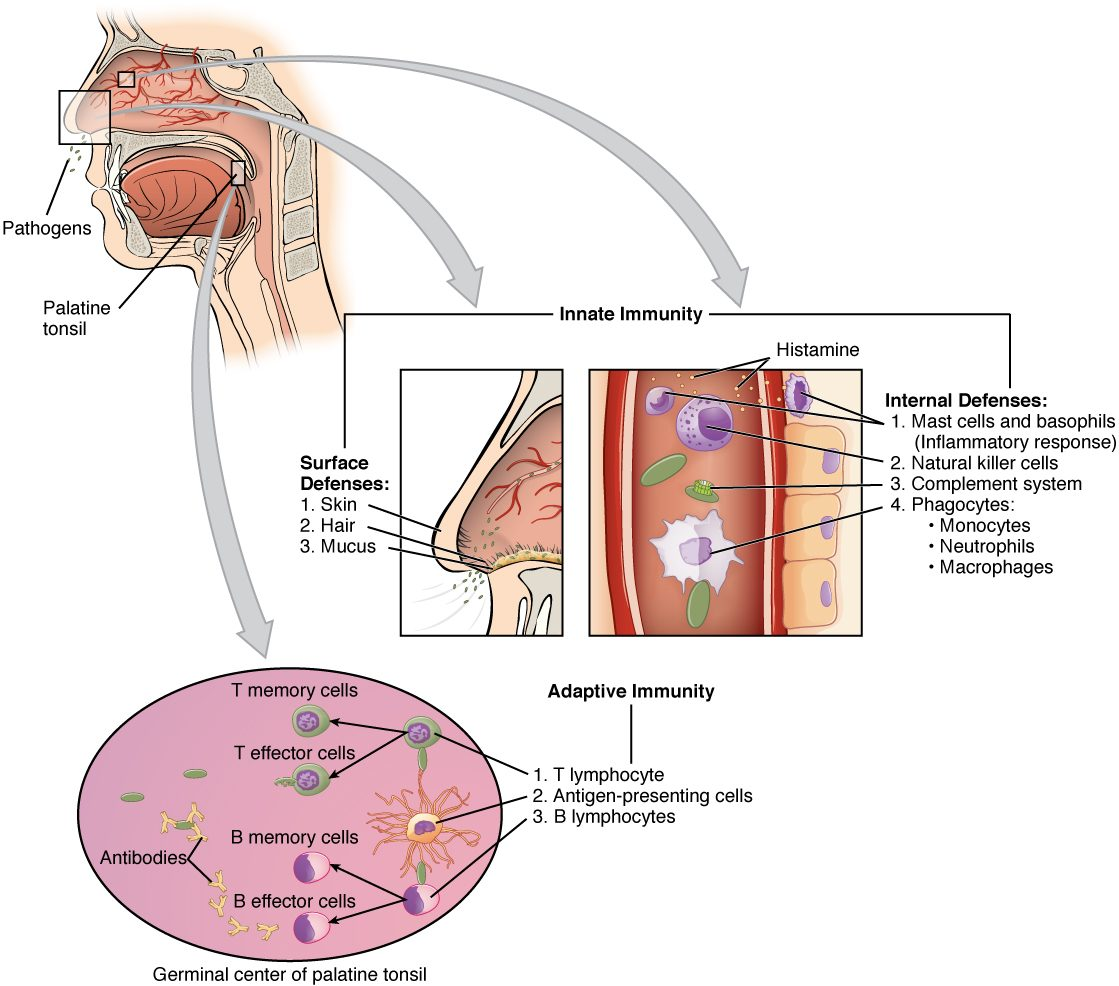 Pathogens
Palatine
tonsil
Innate Immunity
Histamine
Surface
Defenses:
1. Skin
2. Hair
3. Mucus
Internal Defenses:
1. Mast cells and basophils
(Inflammatory response)
2. Natural killer cells
3. Complement system
4. Phagocytes:
• Monocytes
• Neutrophils
• Macrophages
Adaptive Immunity
1. T lymphocyte
2. Antigen-presenting cells
3. B lymphocytes
T memory cells
T effector cells
B memory cells
Antibodies
B effector cells
Germinal center of palatine tonsil